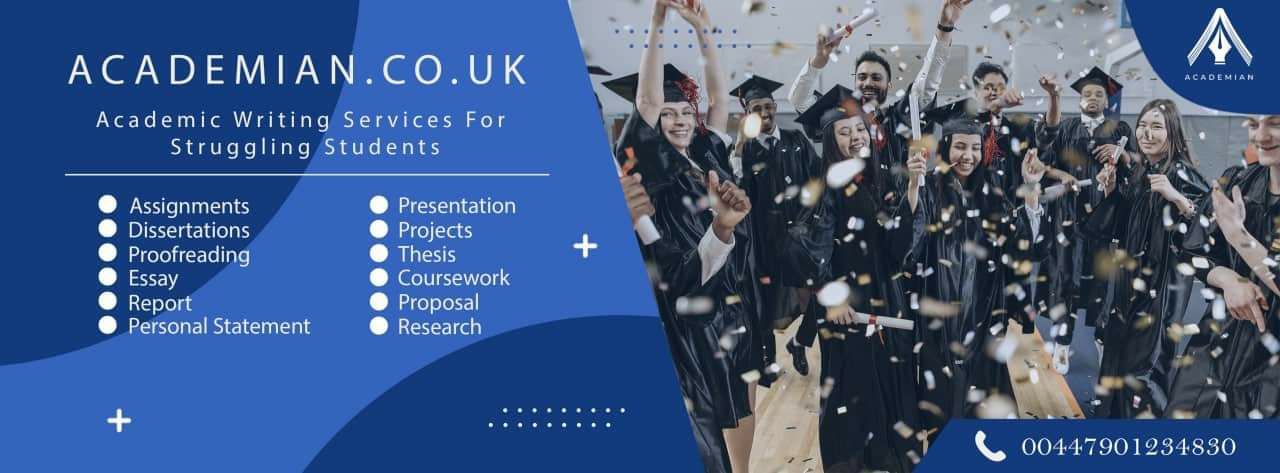 ACADEMIAN.CO.UK
Academic Writing Services For
Struggling Students
Assignments
Dissertations
Proofreading
Essay
Report
Personal Statement
Presentation
Projects
Thesis
Coursework
Proposal
Research
ACADEMIAN
00447901234830